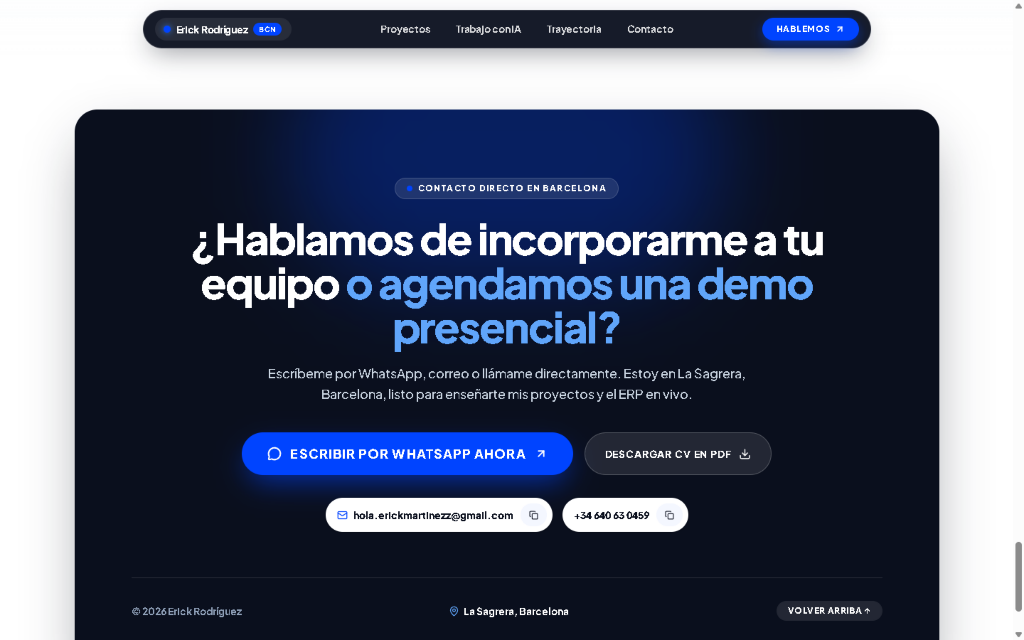 Erick Rodríguez BCN
Proyectos
Trabajo con IA
Trayectoria
Contacto
HABLEMOS
CONTACTO DIRECTO EN BARCELONA
¿Hablamos de incorporarme a tu
equipo o agendamos una demo
presencial?
Escríbeme por WhatsApp, correo o llámame directamente. Estoy en La Sagrera,
Barcelona, listo para enseñarte mis proyectos y el ERP en vivo.
ESCRIBIR POR WHATSAPP AHORA
DESCARGAR CV EN PDF
hola.erickmartinezz@gmail.com
+34 640 63 0459
© 2026 Erick Rodríguez
La Sagrera, Barcelona
VOLVER ARRIBA ↑